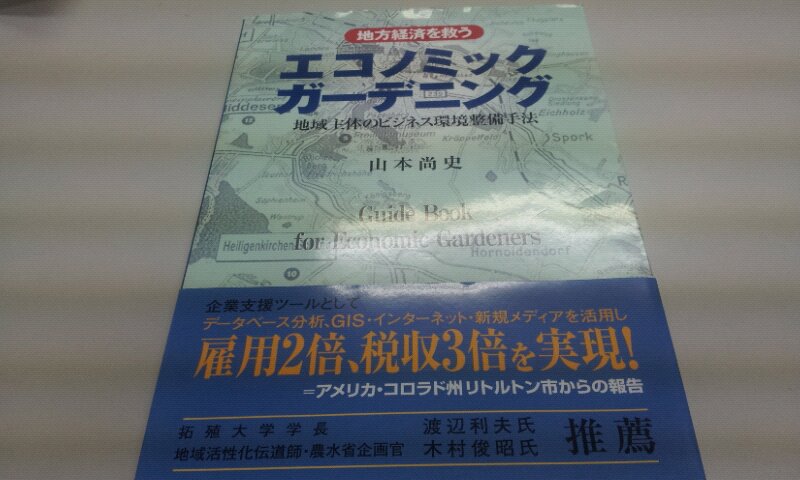 地方経済を救う
エコノミック
ガーデニング
地域主体のビジネス環境整備手法
山本尚史
Guide Book
for Economic Gardeners
Heiligenkirchen
Hornoldendorf
Spork
Eichholz
企業支援ツールとして
データベース分析、GIS・インターネット・新規メディアを活用し
雇用2倍、税収3倍を実現!
=アメリカ・コロラド州リトルトン市からの報告
拓殖大学学長 渡辺利夫氏
地域活性化伝道師・農水省企画官 木村俊昭氏
推薦